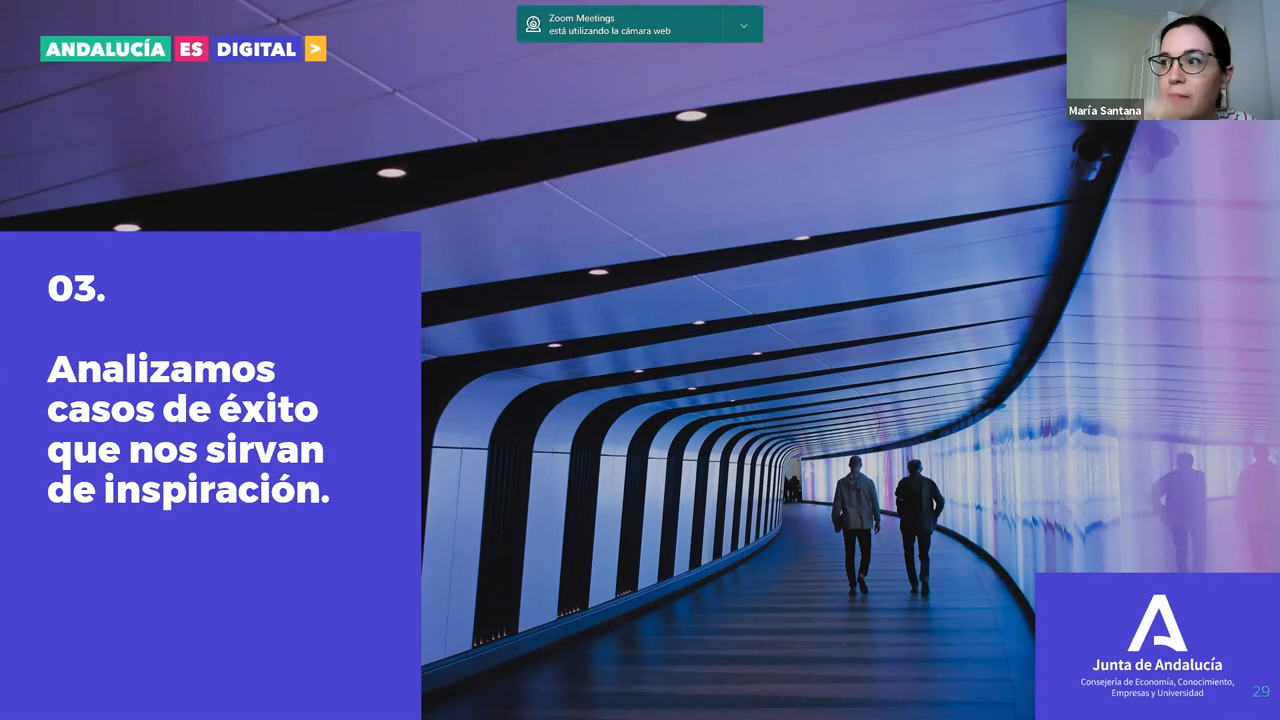 ANDALUCÍA ES DIGITAL >
Zoom Meetings
está utilizando la cámara web
María Santana
03.
Analizamos
casos de éxito
que nos sirvan
de inspiración.
Junta de Andalucía
Consejería de Economía, Conocimiento,
Empresas y Universidad
29